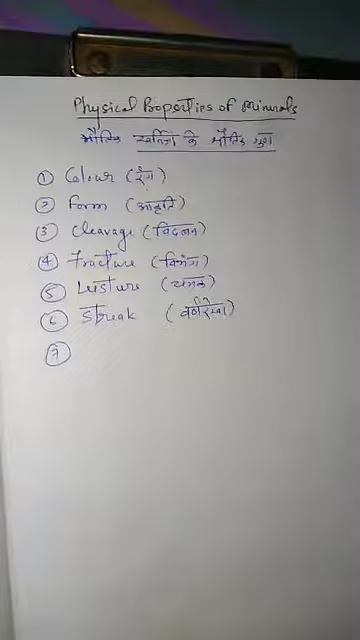 Physical Properties of Minerals
भौतिक खनिजों के भौतिक गुण
① Colour (रंग)
② Form (आकृति)
③ Cleavage (विदलन)
④ Fracture (विभंग)
⑤ Lusture (चमक)
⑥ Streak (वर्णरेखा)
⑦